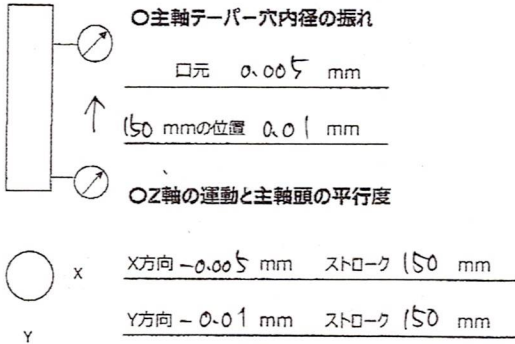 〇主軸テーパー穴内径の振れ
口元 0.005 mm
150 mmの位置 0.01 mm
〇Z軸の運動と主軸頭の平行度
X
X方向 -0.005 mm ストローク 150 mm
Y方向 -0.01 mm ストローク 150 mm
Y